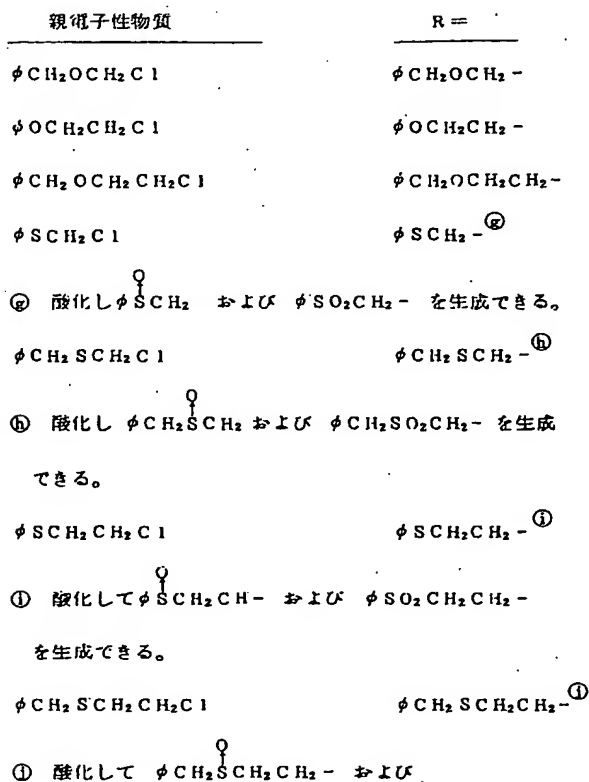 親電子性物質 R=
φCH₂OCH₂Cl φCH₂OCH₂-
φOCH₂CH₂Cl φOCH₂CH₂-
φCH₂OCH₂CH₂Cl φCH₂OCH₂CH₂-
φSCH₂Cl φSCH₂-ⓖ
O
↑
ⓖ 酸化しφSCH₂ および φSO₂CH₂- を生成できる。
φCH₂SCH₂Cl φCH₂SCH₂-ⓗ
O
↑
ⓗ 酸化し φCH₂SCH₂ および φCH₂SO₂CH₂- を生成
できる。
φSCH₂CH₂Cl φSCH₂CH₂-ⓘ
O
↑
ⓘ 酸化してφSCH₂CH- および φSO₂CH₂CH₂-
を生成できる。
φCH₂SCH₂CH₂Cl φCH₂SCH₂CH₂-ⓙ
O
↑
ⓙ 酸化して φCH₂SCH₂CH₂- および